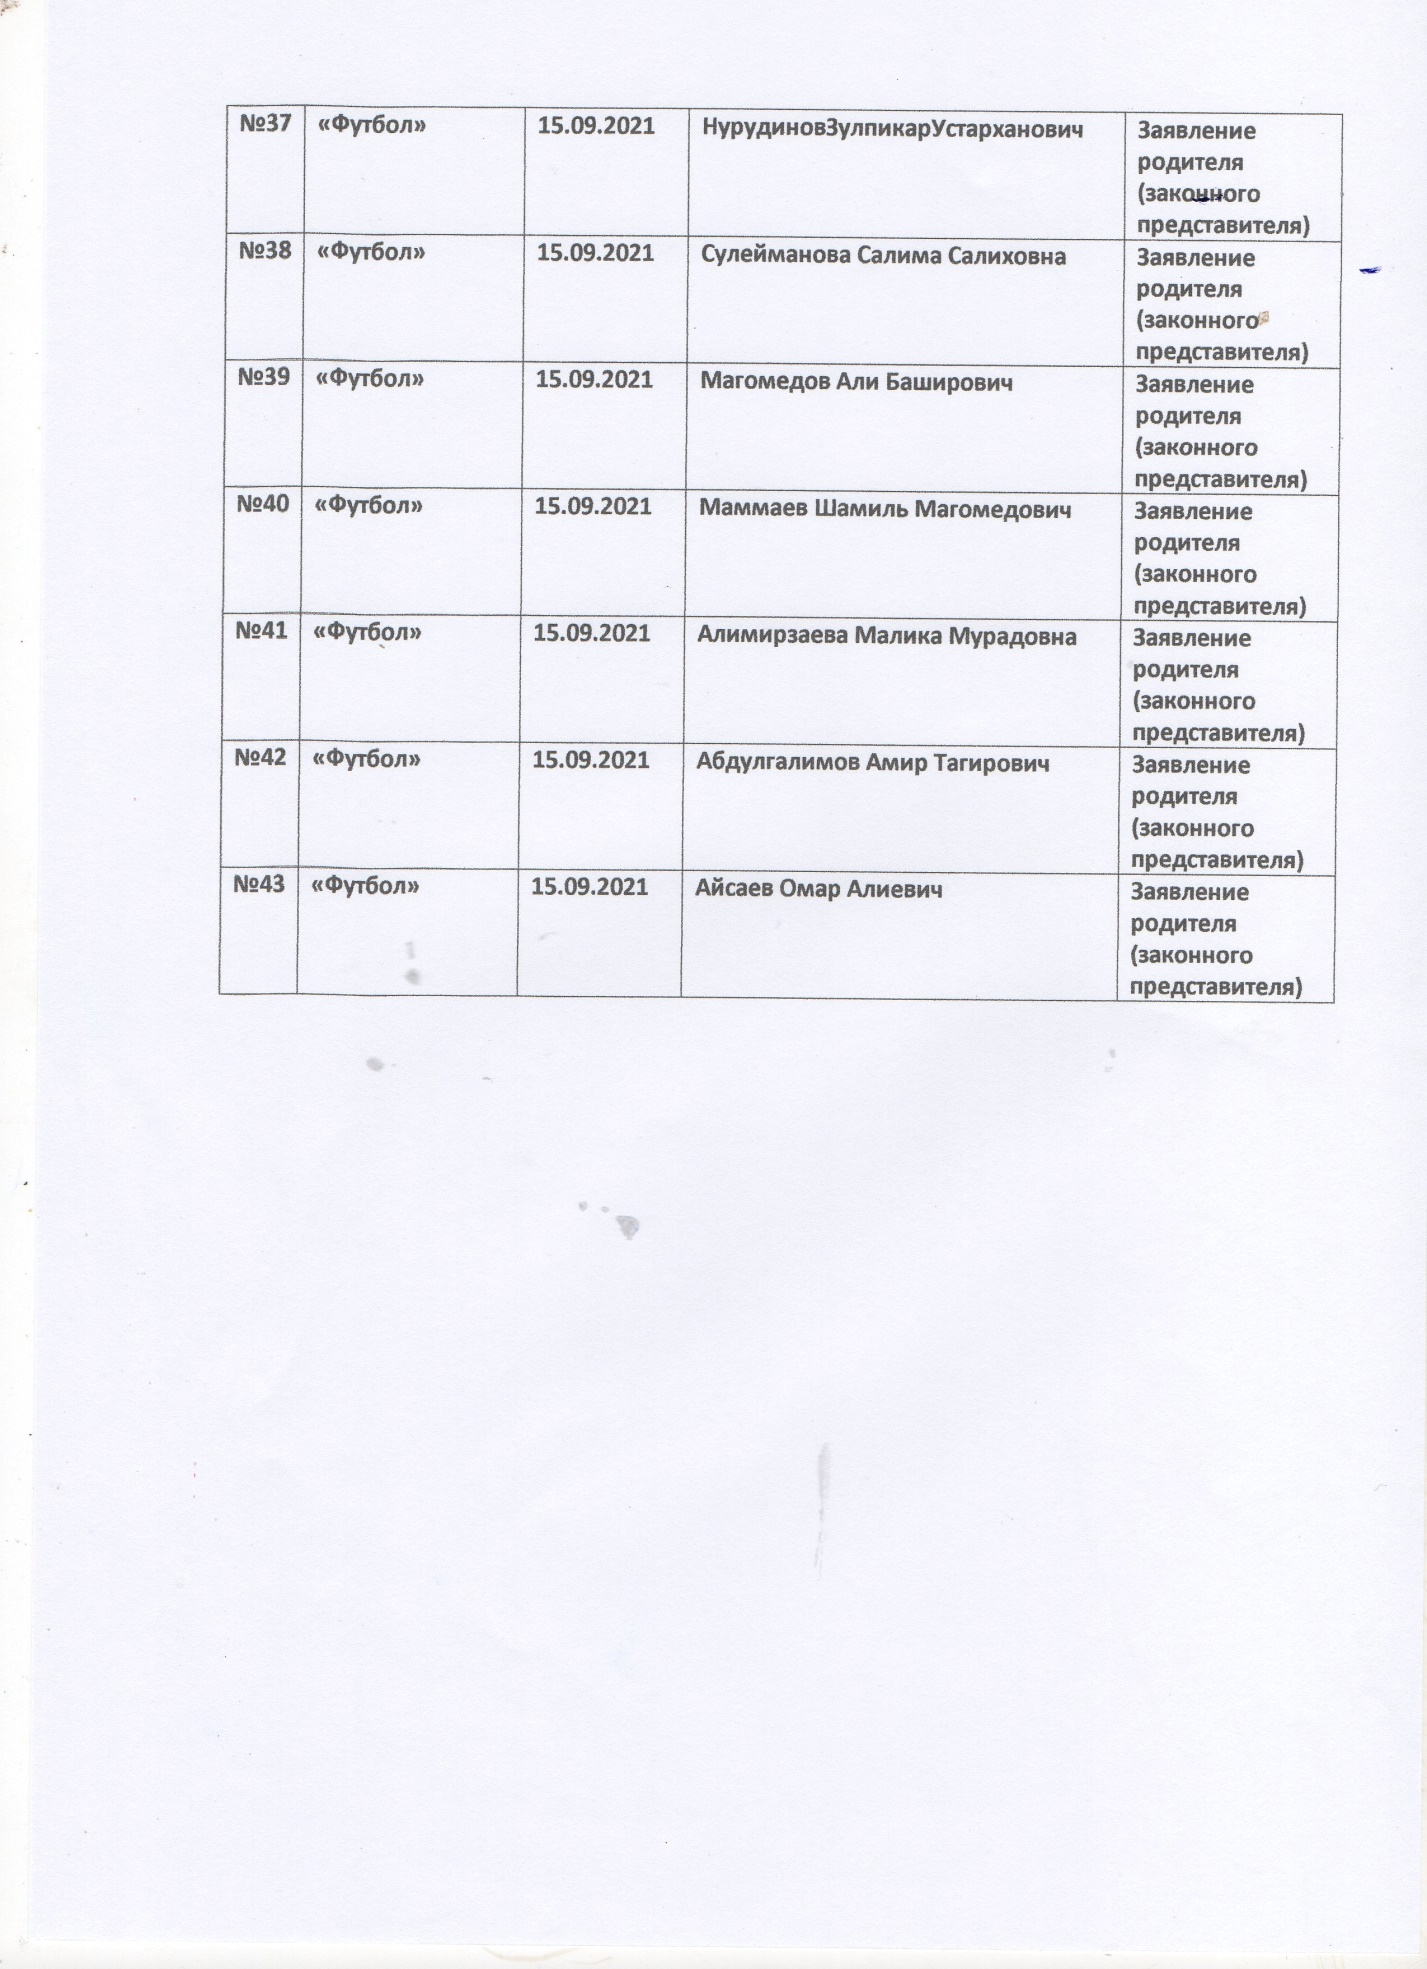 №37 «Футбол» 15.09.2021 НурудиновЗулпикарУстарханович Заявление
родителя
(законного
представителя)
№38 «Футбол» 15.09.2021 Сулейманова Салима Салиховна Заявление
родителя
(законного
представителя)
№39 «Футбол» 15.09.2021 Магомедов Али Баширович Заявление
родителя
(законного
представителя)
№40 «Футбол» 15.09.2021 Маммаев Шамиль Магомедович Заявление
родителя
(законного
представителя)
№41 «Футбол» 15.09.2021 Алимирзаева Малика Мурадовна Заявление
родителя
(законного
представителя)
№42 «Футбол» 15.09.2021 Абдулгалимов Амир Тагирович Заявление
родителя
(законного
представителя)
№43 «Футбол» 15.09.2021 Айсаев Омар Алиевич Заявление
родителя
(законного
представителя)